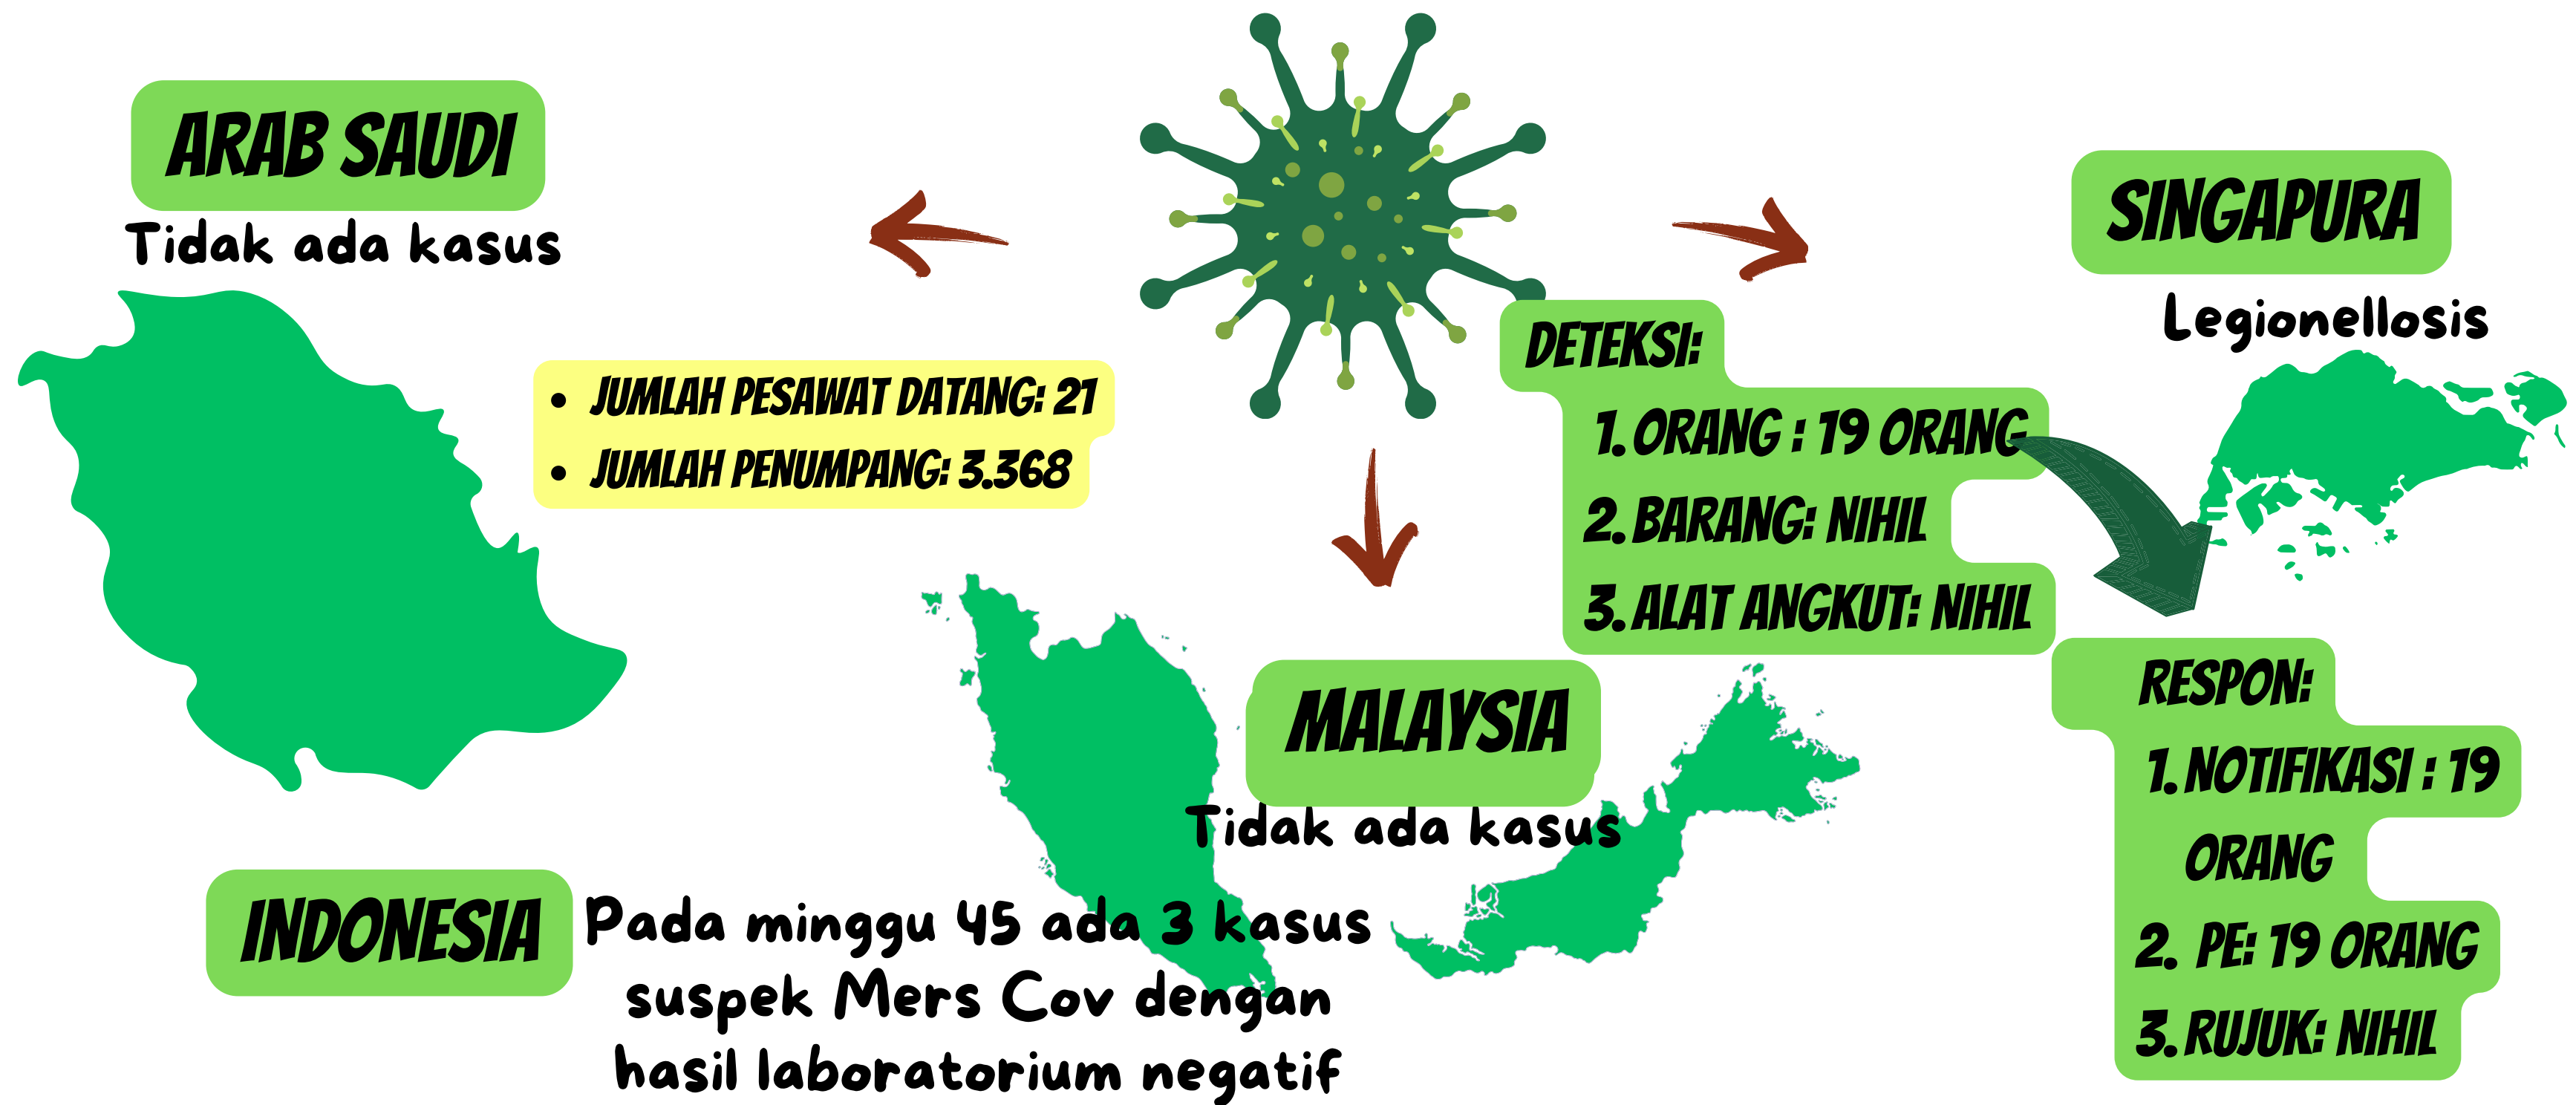 ARAB SAUDI
Tidak ada kasus
SINGAPURA
Legionellosis
• JUMLAH PESAWAT DATANG: 21
• JUMLAH PENUMPANG: 3.368
DETEKSI:
1. ORANG : 19 ORANG
2. BARANG: NIHIL
3. ALAT ANGKUT: NIHIL
MALAYSIA
Tidak ada kasus
RESPON:
1. NOTIFIKASI : 19
ORANG
2. PE: 19 ORANG
3. RUJUK: NIHIL
INDONESIA
Pada minggu 45 ada 3 kasus
suspek Mers Cov dengan
hasil laboratorium negatif